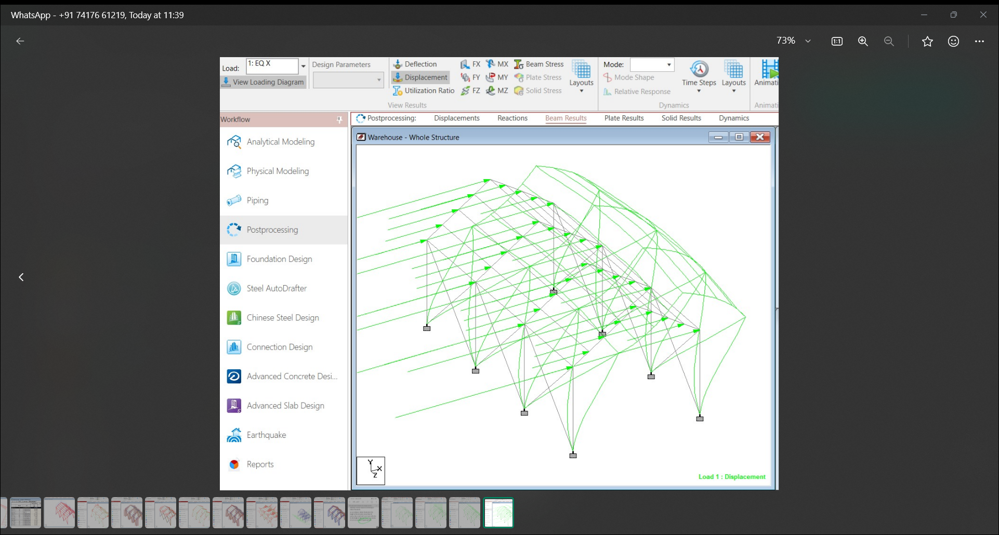 WhatsApp - +91 74176 61219, Today at 11:39
73%
1:1
Load: 1: EQ X
View Loading Diagram
Design Parameters
Deflection
Displacement
Utilization Ratio
FX MX Beam Stress
FY MY Plate Stress
FZ MZ Solid Stress
Layouts
View Results
Mode:
Mode Shape
Relative Response
Time Steps
Layouts
Dynamics
Animati
Animati
Workflow
Postprocessing: Displacements Reactions Beam Results Plate Results Solid Results Dynamics
Warehouse - Whole Structure
Analytical Modeling
Physical Modeling
Piping
Postprocessing
Foundation Design
Steel AutoDrafter
Chinese Steel Design
Connection Design
Advanced Concrete Desi...
Advanced Slab Design
Earthquake
Reports
Y
X
Z
Load 1 : Displacement